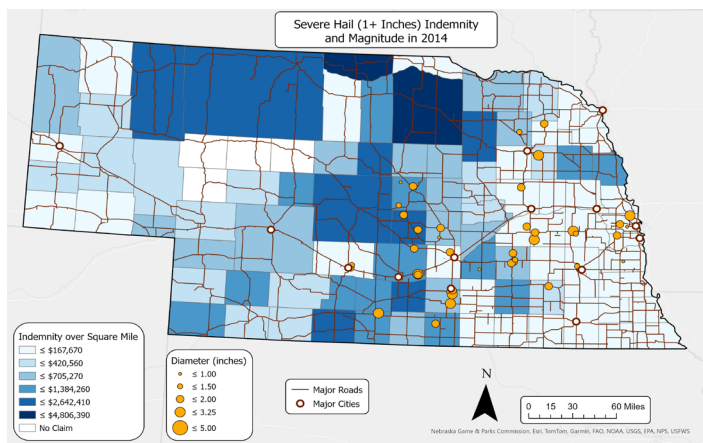 Severe Hail (1+ Inches) Indemnity
and Magnitude in 2014
Indemnity over Square Mile
≤ $167,670
≤ $420,560
≤ $705,270
≤ $1,384,260
≤ $2,642,410
≤ $4,806,390
No Claim
Diameter (inches)
≤ 1.00
≤ 1.50
≤ 2.00
≤ 3.25
≤ 5.00
Major Roads
Major Cities
N
0 15 30 60 Miles
Nebraska Game & Parks Commission, Esri, TomTom, Garmin, FAO, NOAA, USGS, EPA, NPS, USFWS